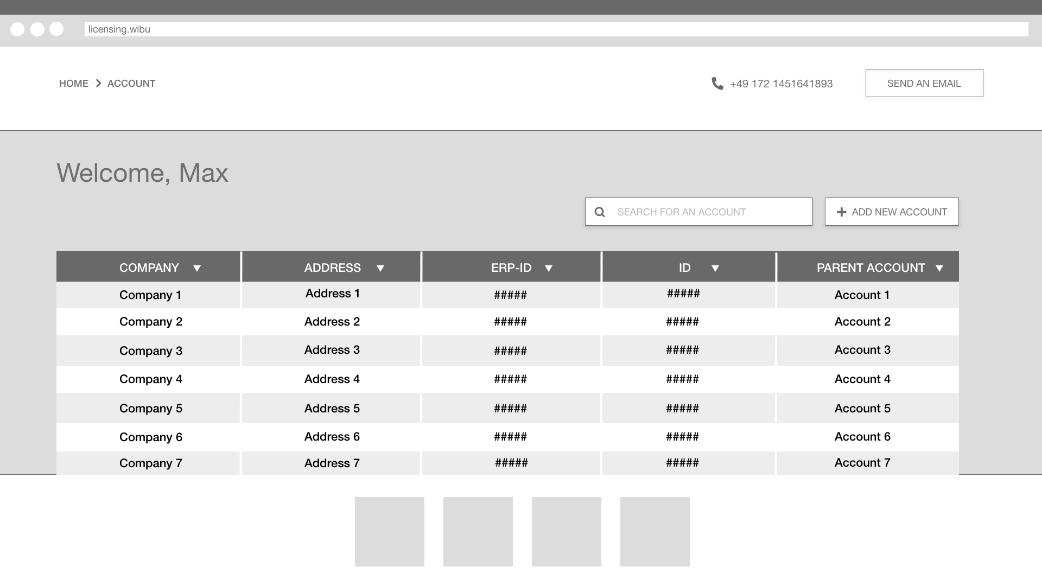 licensing.wibu
HOME > ACCOUNT
+49 172 1451641893
SEND AN EMAIL
Welcome, Max
SEARCH FOR AN ACCOUNT
+ ADD NEW ACCOUNT
COMPANY ▼ ADDRESS ▼ ERP-ID ▼ ID ▼ PARENT ACCOUNT ▼
Company 1 Address 1 ##### ##### Account 1
Company 2 Address 2 ##### ##### Account 2
Company 3 Address 3 ##### ##### Account 3
Company 4 Address 4 ##### ##### Account 4
Company 5 Address 5 ##### ##### Account 5
Company 6 Address 6 ##### ##### Account 6
Company 7 Address 7 ##### ##### Account 7